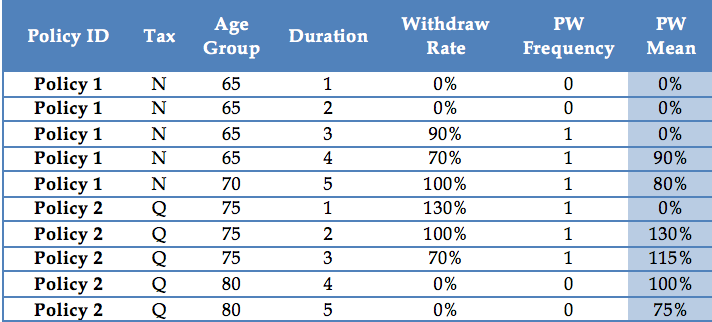 Policy ID Tax Age Group Duration Withdraw Rate PW Frequency PW Mean
Policy 1 N 65 1 0% 0 0%
Policy 1 N 65 2 0% 0 0%
Policy 1 N 65 3 90% 1 0%
Policy 1 N 65 4 70% 1 90%
Policy 1 N 70 5 100% 1 80%
Policy 2 Q 75 1 130% 1 0%
Policy 2 Q 75 2 100% 1 130%
Policy 2 Q 75 3 70% 1 115%
Policy 2 Q 80 4 0% 0 100%
Policy 2 Q 80 5 0% 0 75%